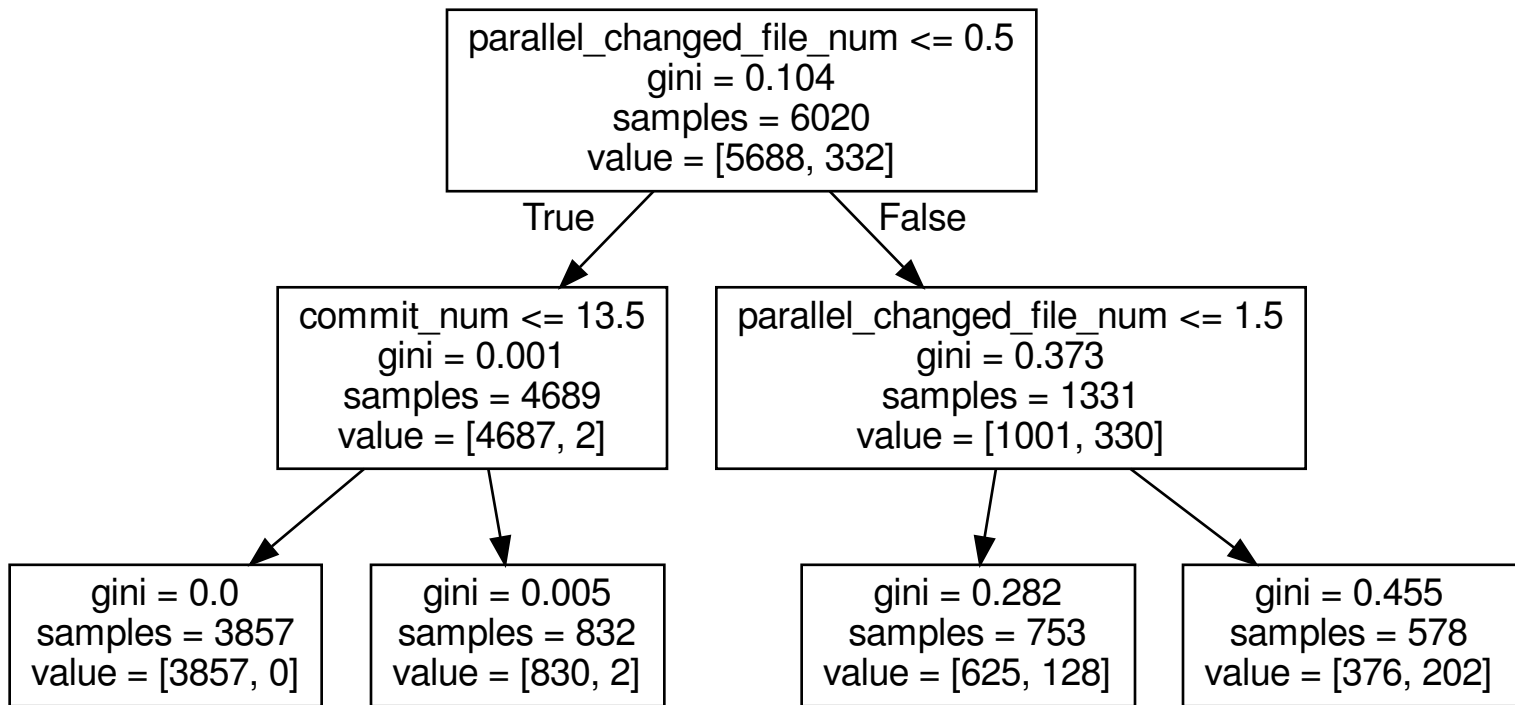 parallel_changed_file_num <= 0.5
gini = 0.104
samples = 6020
value = [5688, 332]
True
False
commit_num <= 13.5
gini = 0.001
samples = 4689
value = [4687, 2]
parallel_changed_file_num <= 1.5
gini = 0.373
samples = 1331
value = [1001, 330]
gini = 0.0
samples = 3857
value = [3857, 0]
gini = 0.005
samples = 832
value = [830, 2]
gini = 0.282
samples = 753
value = [625, 128]
gini = 0.455
samples = 578
value = [376, 202]